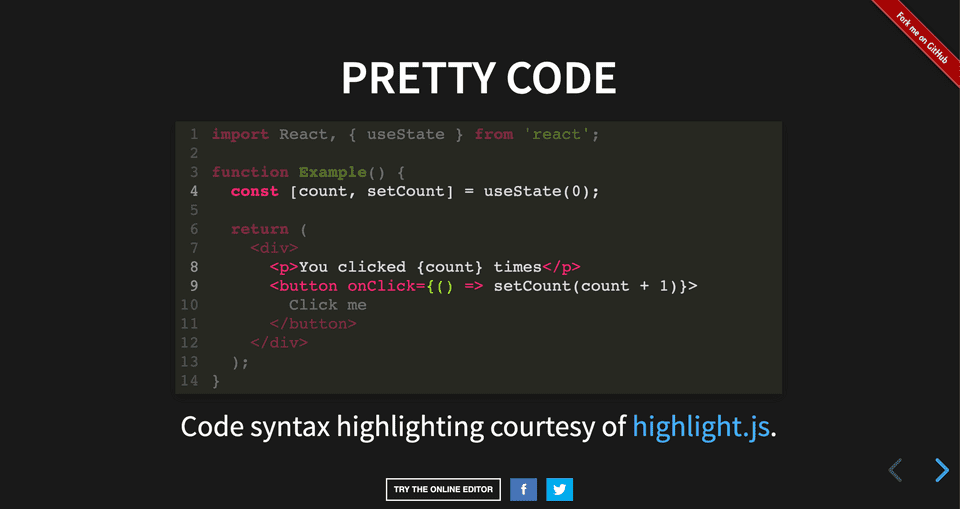 Fork me on GitHub
PRETTY CODE
1 import React, { useState } from 'react';
2
3 function Example() {
4   const [count, setCount] = useState(0);
5
6   return (
7     <div>
8       <p>You clicked {count} times</p>
9       <button onClick={() => setCount(count + 1)}>
10         Click me
11       </button>
12     </div>
13   );
14 }
Code syntax highlighting courtesy of highlight.js.
TRY THE ONLINE EDITOR
f